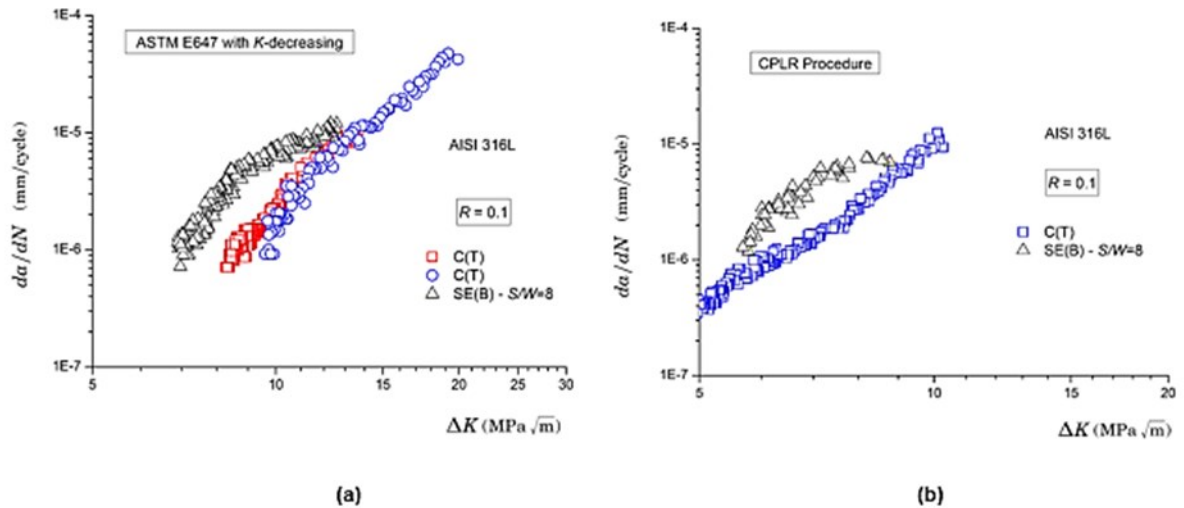 1E-4
ASTM E647 with K-decreasing
1E-5
AISI 316L
da/dN (mm/cycle)
R = 0.1
1E-6
C(T)
C(T)
SE(B) - S/W=8
1E-7
5 10 15 20 25 30
ΔK (MPa √m)
(a)
1E-4
CPLR Procedure
1E-5
AISI 316L
da/dN (mm/cycle)
R = 0.1
C(T)
SE(B) - S/W=8
1E-6
1E-7
5 10 15 20
ΔK (MPa √m)
(b)